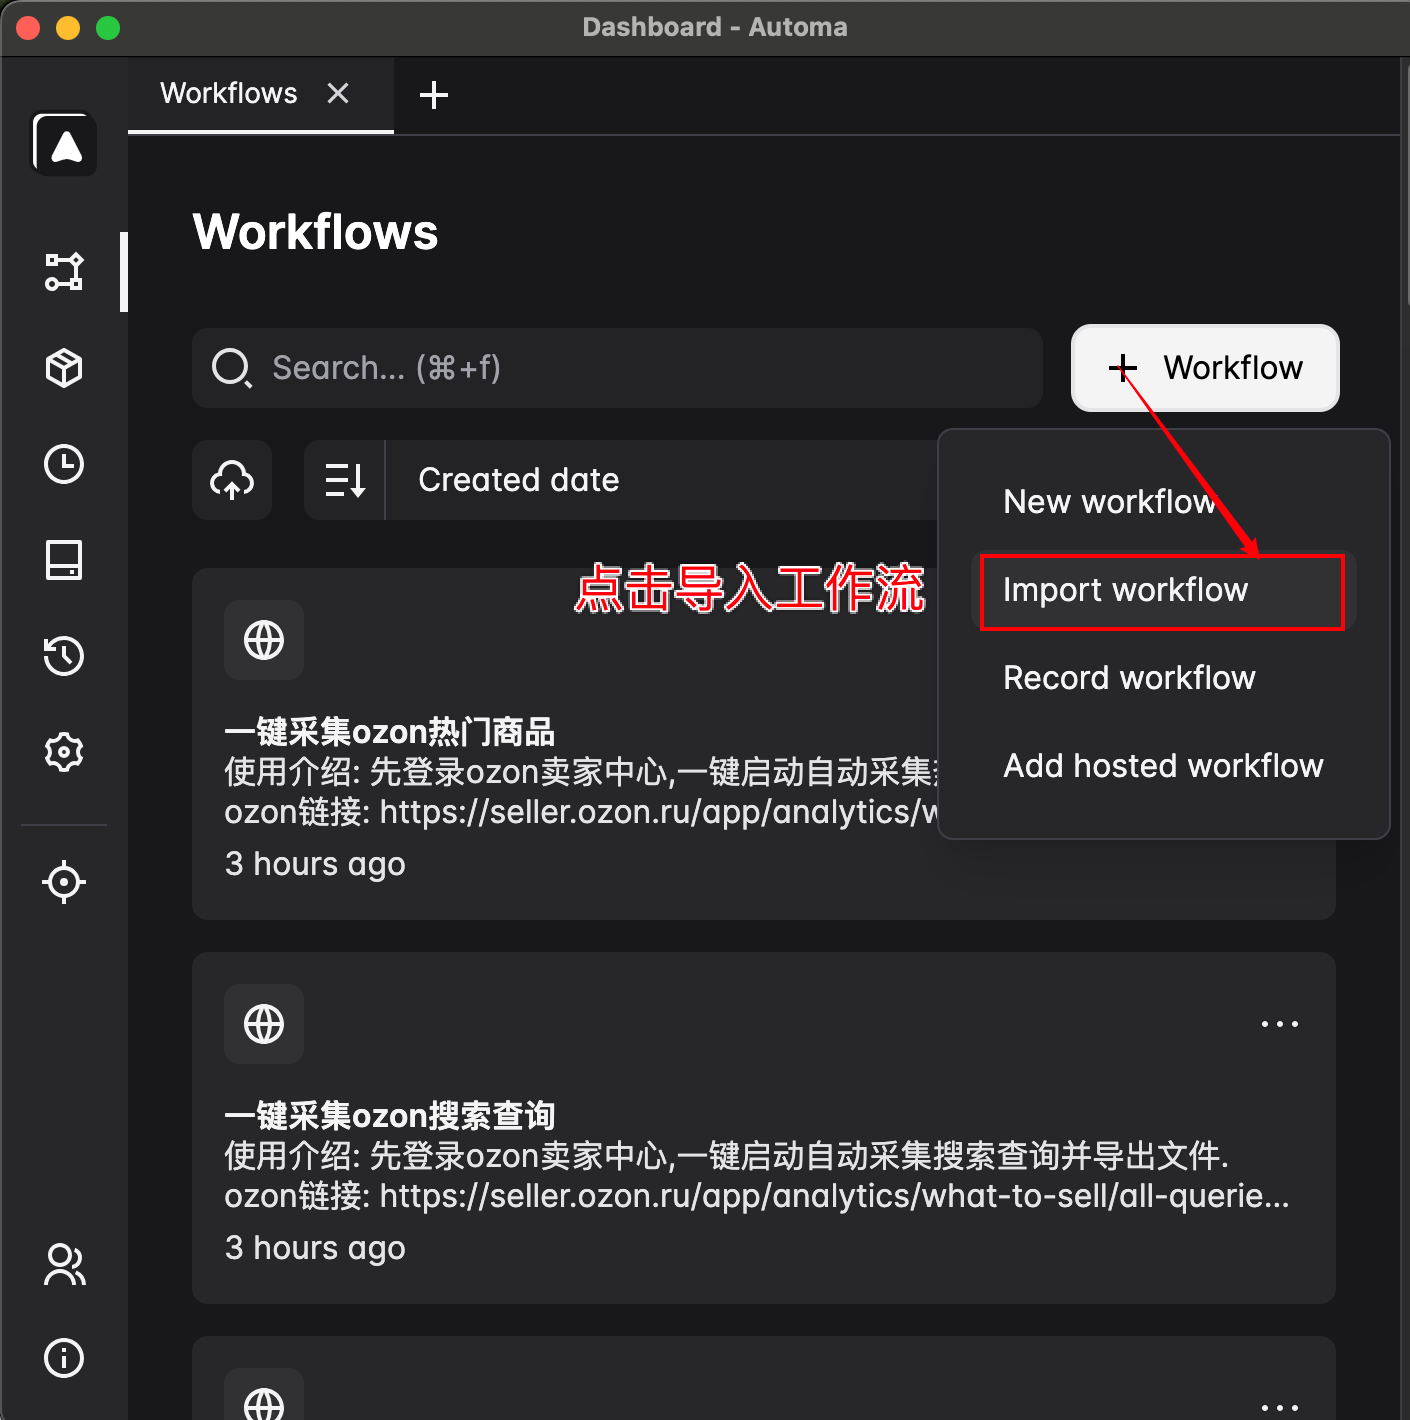 Dashboard - Automa
Workflows
Workflows
Search... (⌘+f)
Workflow
Created date
New workflow
Import workflow
Record workflow
Add hosted workflow
点击导入工作流
一键采集ozon热门商品
使用介绍: 先登录ozon卖家中心,一键启动自动采集
ozon链接: https://seller.ozon.ru/app/analytics/w
3 hours ago
一键采集ozon搜索查询
使用介绍: 先登录ozon卖家中心,一键启动自动采集搜索查询并导出文件.
ozon链接: https://seller.ozon.ru/app/analytics/what-to-sell/all-querie...
3 hours ago